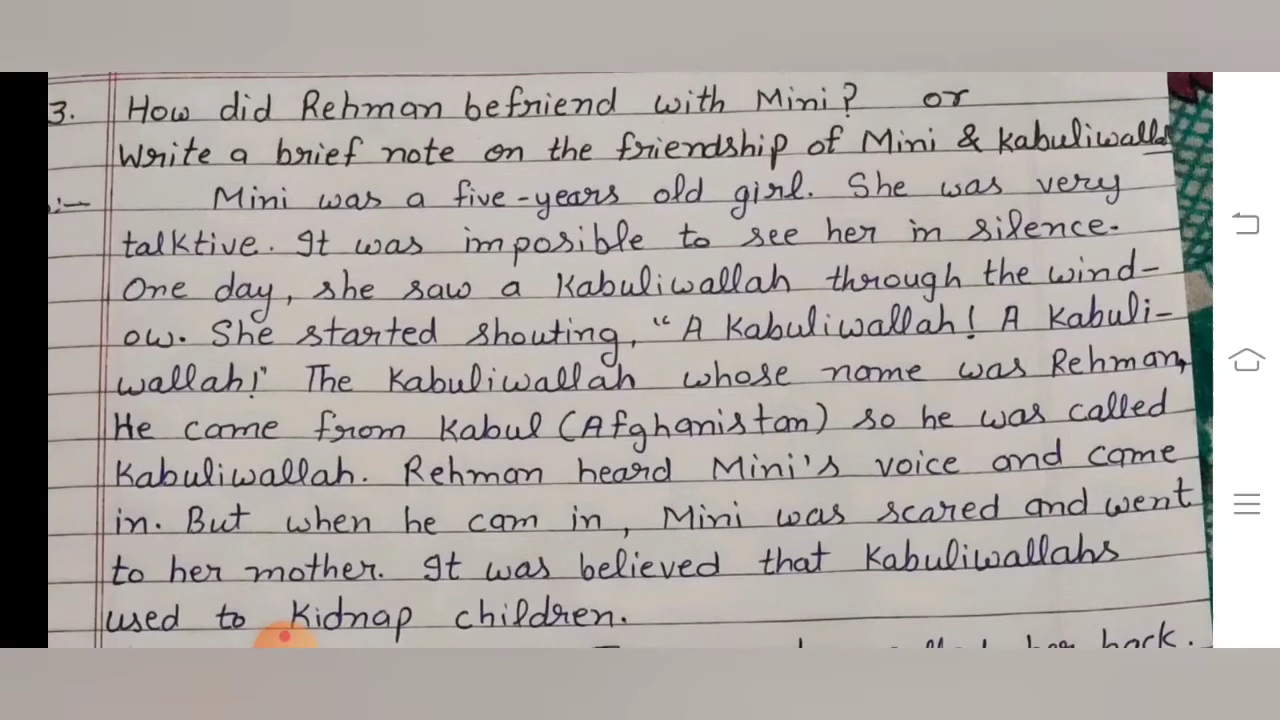 3. How did Rehman befriend with Mini? or
Write a brief note on the friendship of Mini & Kabuliwalla
:- Mini was a five-years old girl. She was very
talktive. It was imposible to see her in silence.
One day, she saw a Kabuliwallah through the wind-
ow. She started shouting, "A Kabuliwallah! A Kabuli-
wallah!" The Kabuliwallah whose name was Rehman,
He came from Kabul (Afghanistan) so he was called
Kabuliwallah. Rehman heard Mini's voice and came
in. But when he cam in, Mini was scared and went
to her mother. It was believed that Kabuliwallahs
used to Kidnap children.
her back.